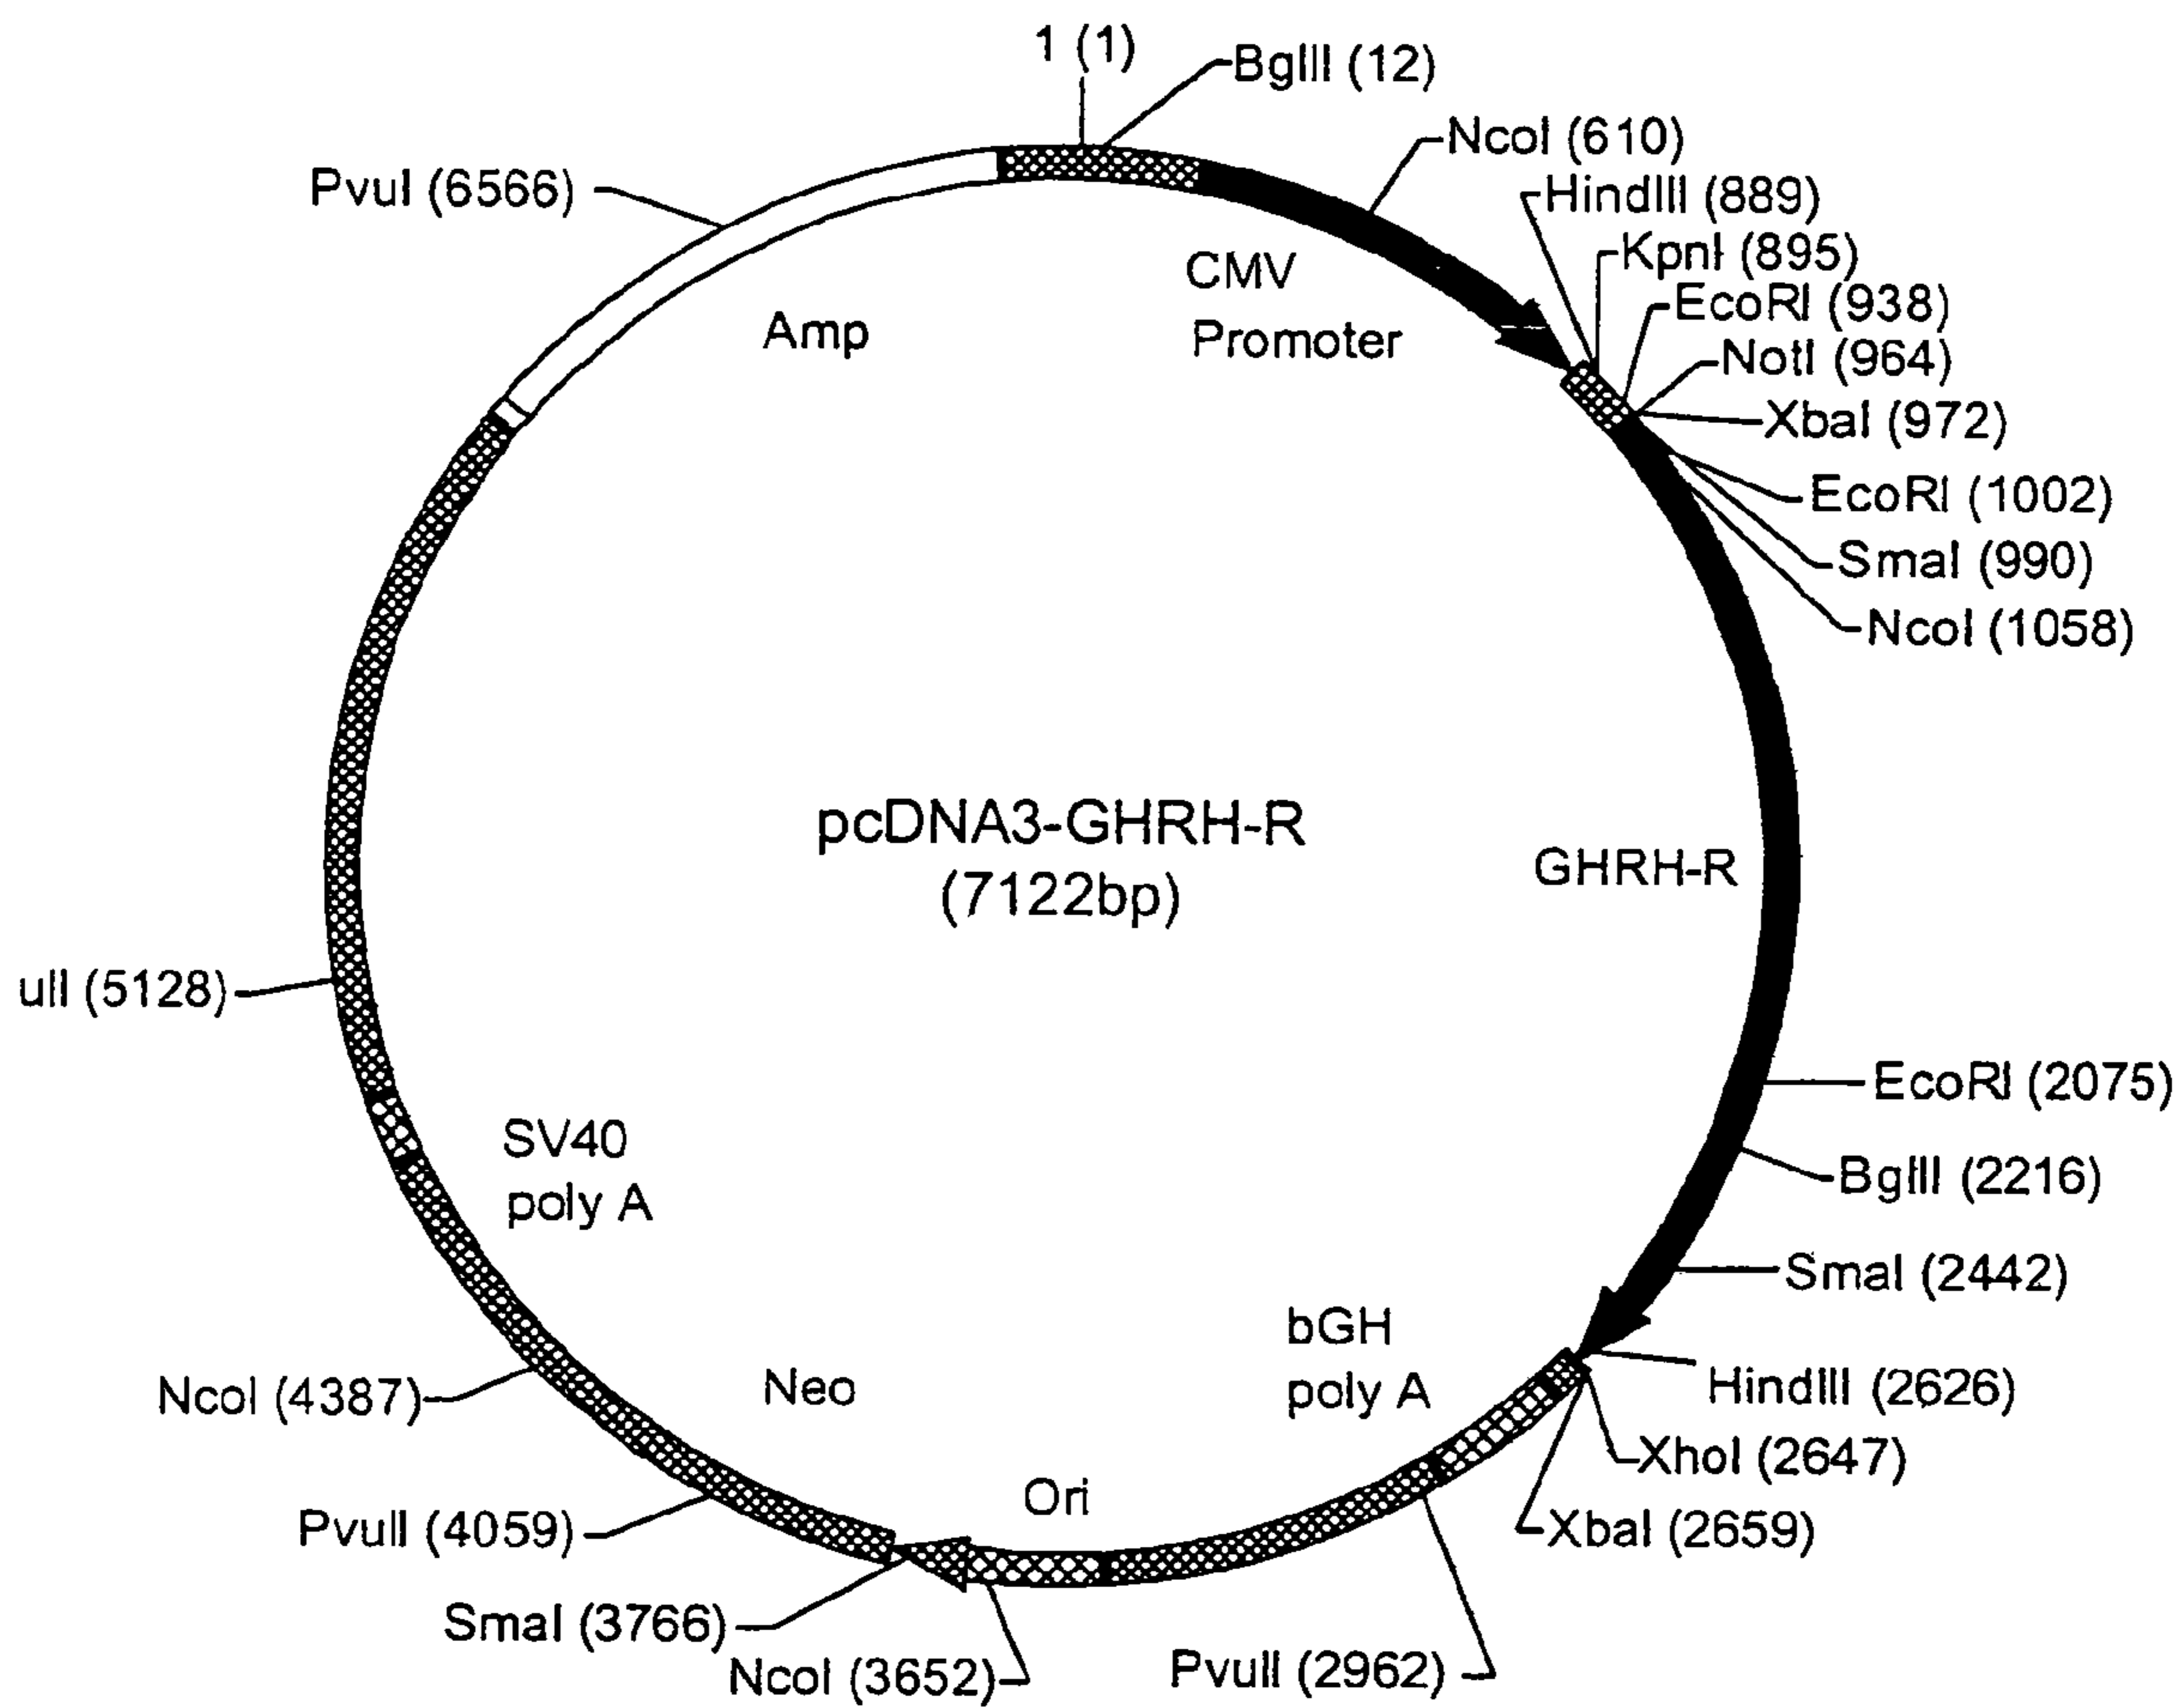 1 (1)
BglII (12)
NcoI (610)
HindIII (889)
KpnI (895)
EcoRI (938)
NotI (964)
XbaI (972)
EcoRI (1002)
SmaI (990)
NcoI (1058)
PvuI (6566)
Amp
CMV
Promoter
pcDNA3-GHRH-R
(7122bp)
GHRH-R
uII (5128)
EcoRI (2075)
BglII (2216)
SmaI (2442)
HindIII (2626)
XhoI (2647)
XbaI (2659)
SV40
poly A
bGH
poly A
Neo
Ori
NcoI (4387)
PvuII (4059)
SmaI (3766)
NcoI (3652)
PvuII (2962)